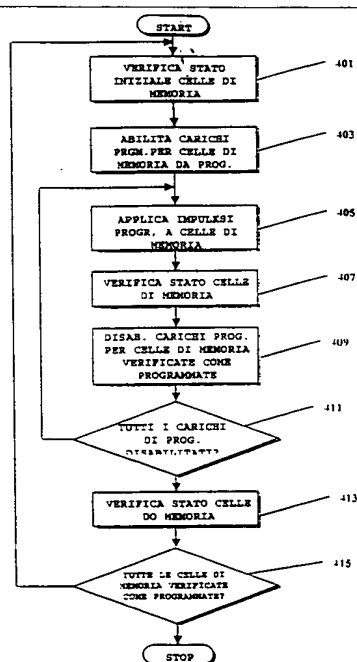 START
VERIFICA STATO
INIZIALE CELLE DI
MEMORIA
401
ABILITA CARICHI
PRGM.PER CELLE DI
MEMORIA DA PROG.
403
APPLICA IMPULKSI
PROGR. A CELLE DI
MEMORIA
405
VERIFICA STATO CELLE
DI MEMORIA
407
DISAB. CARICHI PROG.
PER CELLE DI MEMORIA
VERIFICATE COME
PROGRAMMATE
409
TUTTI I CARICHI
DI PROG.
DISABILITATI?
411
VERIFICA STATO CELLE
DO MEMORIA
413
TUTTE LE CELLE DI
MEMORIA VERIFICATE
COME PROGRAMMATE?
415
STOP